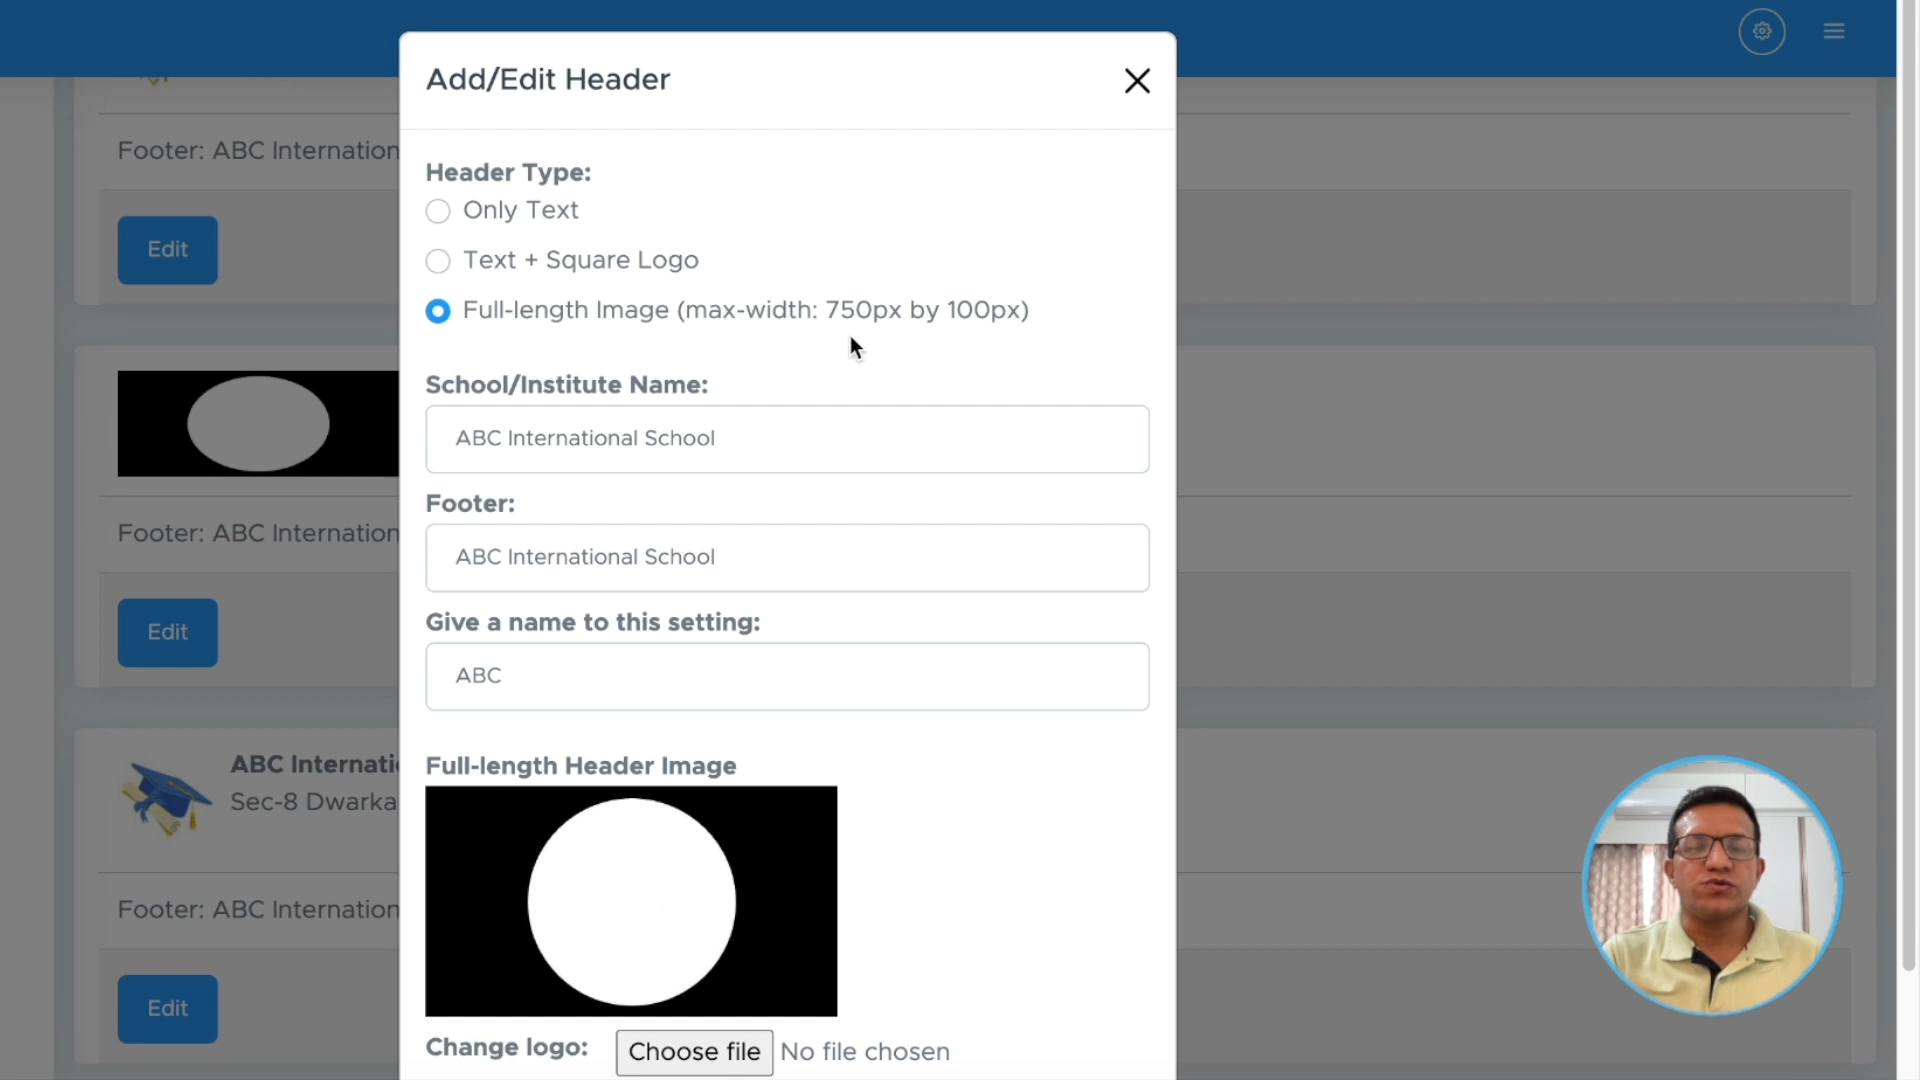 Add/Edit Header
Header Type:
Only Text
Text + Square Logo
Full-length Image (max-width: 750px by 100px)
School/Institute Name:
ABC International School
Footer:
ABC International School
Give a name to this setting:
ABC
Full-length Header Image
Change logo: Choose file No file chosen
Footer: ABC Internation
Edit
Footer: ABC Internation
Edit
ABC Internati
Sec-8 Dwarka
Footer: ABC Internation
Edit